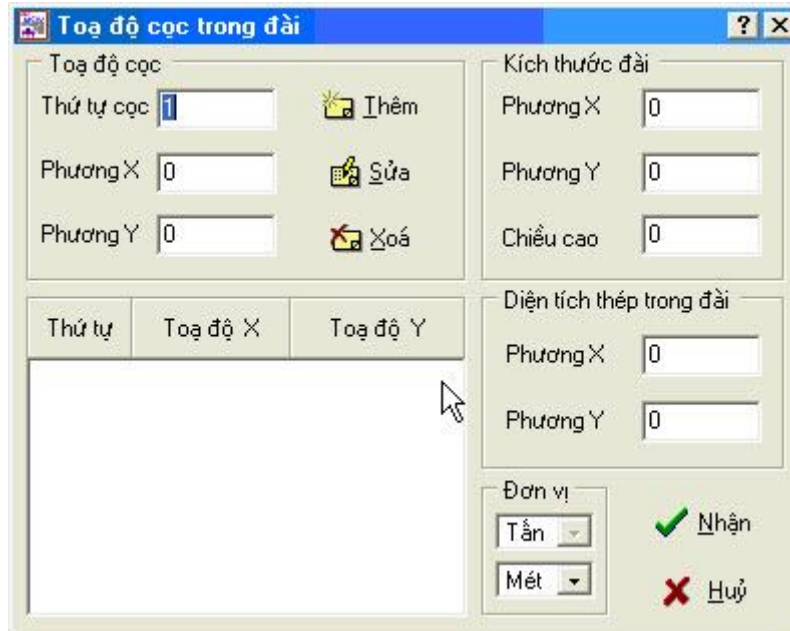 Toạ độ cọc trong đài
Toạ độ cọc
Thứ tự cọc 1 Thêm
Phương X 0 Sửa
Phương Y 0 Xoá
Kích thước đài
Phương X 0
Phương Y 0
Chiều cao 0
Thứ tự Toạ độ X Toạ độ Y
Diện tích thép trong đài
Phương X 0
Phương Y 0
Đơn vị
Tấn
Mét
Nhận
Huỷ